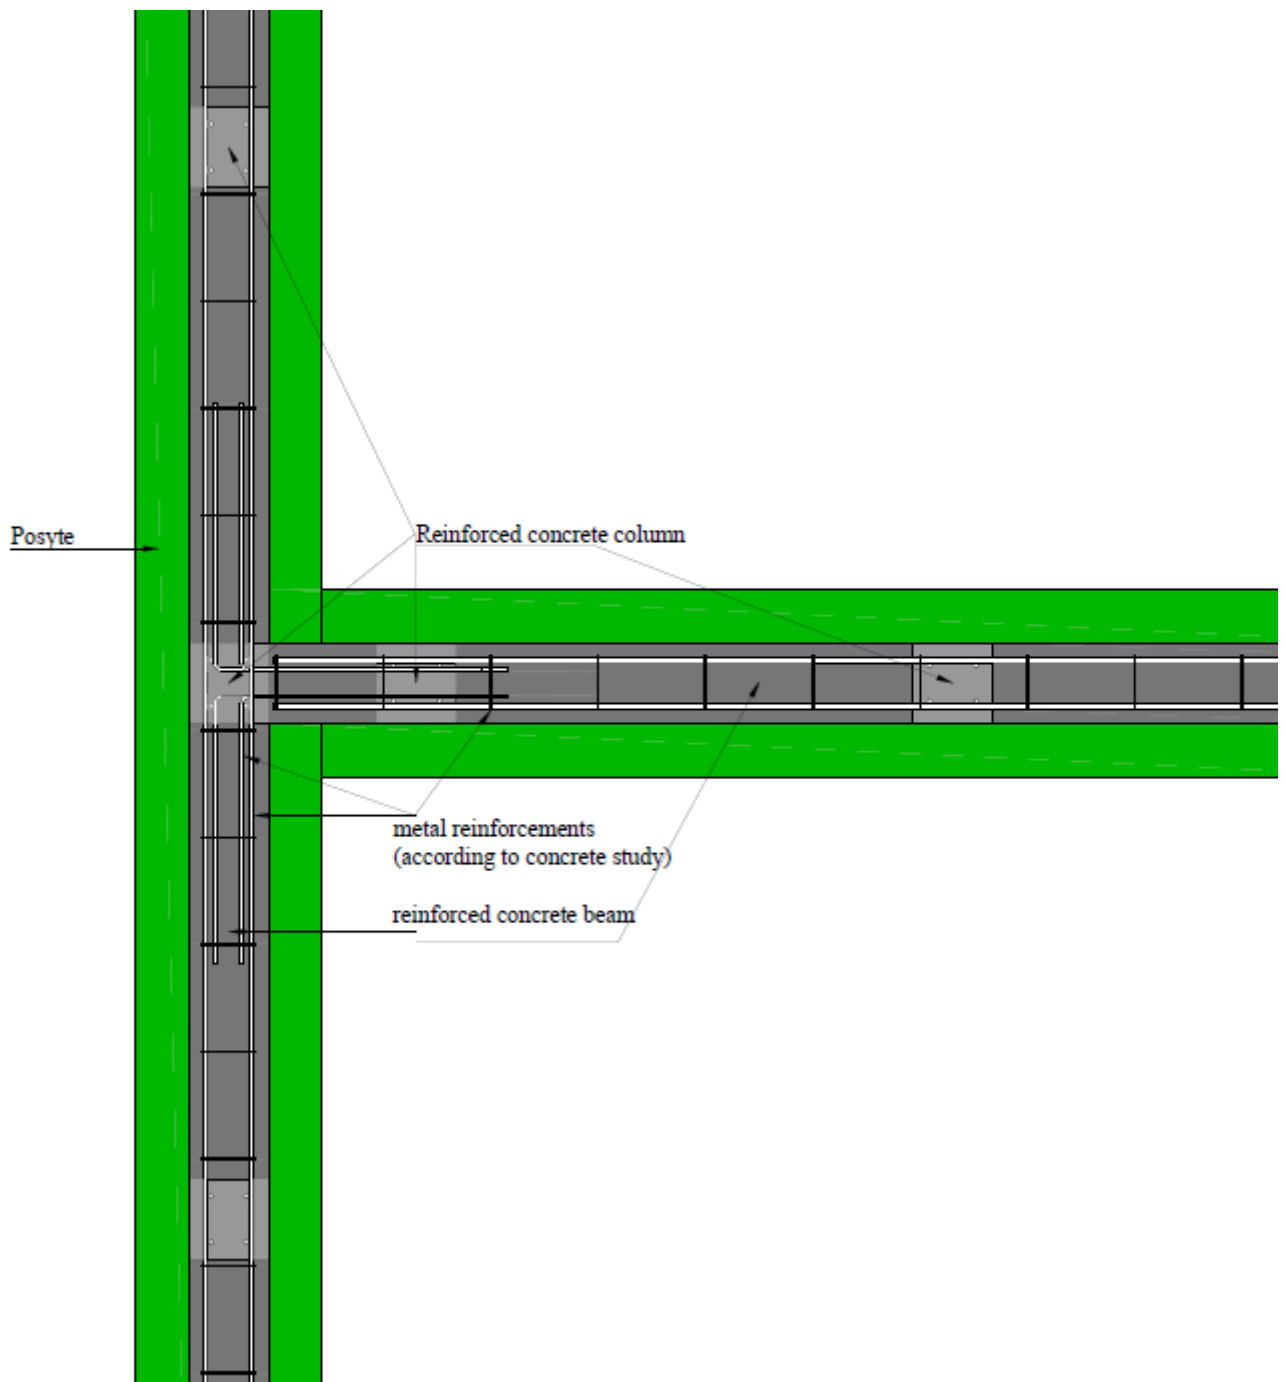 Posyte
Reinforced concrete column
metal reinforcements
(according to concrete study)
reinforced concrete beam